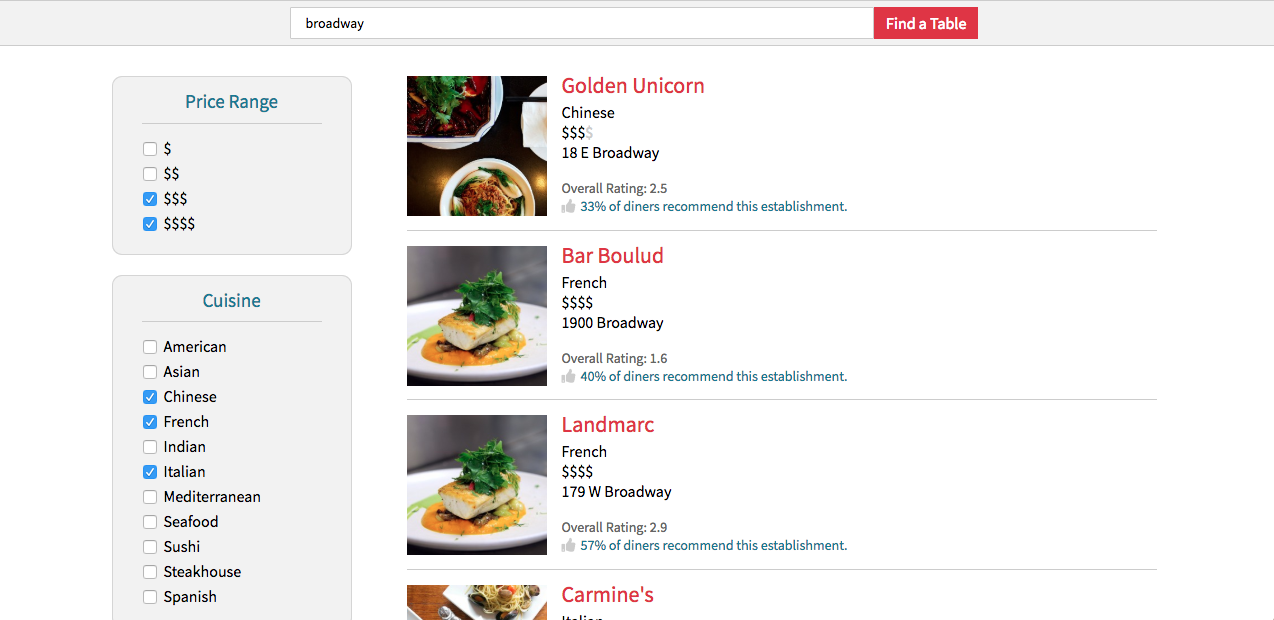 broadway
Find a Table
Price Range
$
$$
$$$
$$$$
Cuisine
American
Asian
Chinese
French
Indian
Italian
Mediterranean
Seafood
Sushi
Steakhouse
Spanish
Golden Unicorn
Chinese
$$$$
18 E Broadway
Overall Rating: 2.5
33% of diners recommend this establishment.
Bar Boulud
French
$$$$
1900 Broadway
Overall Rating: 1.6
40% of diners recommend this establishment.
Landmarc
French
$$$$
179 W Broadway
Overall Rating: 2.9
57% of diners recommend this establishment.
Carmine's
Italian